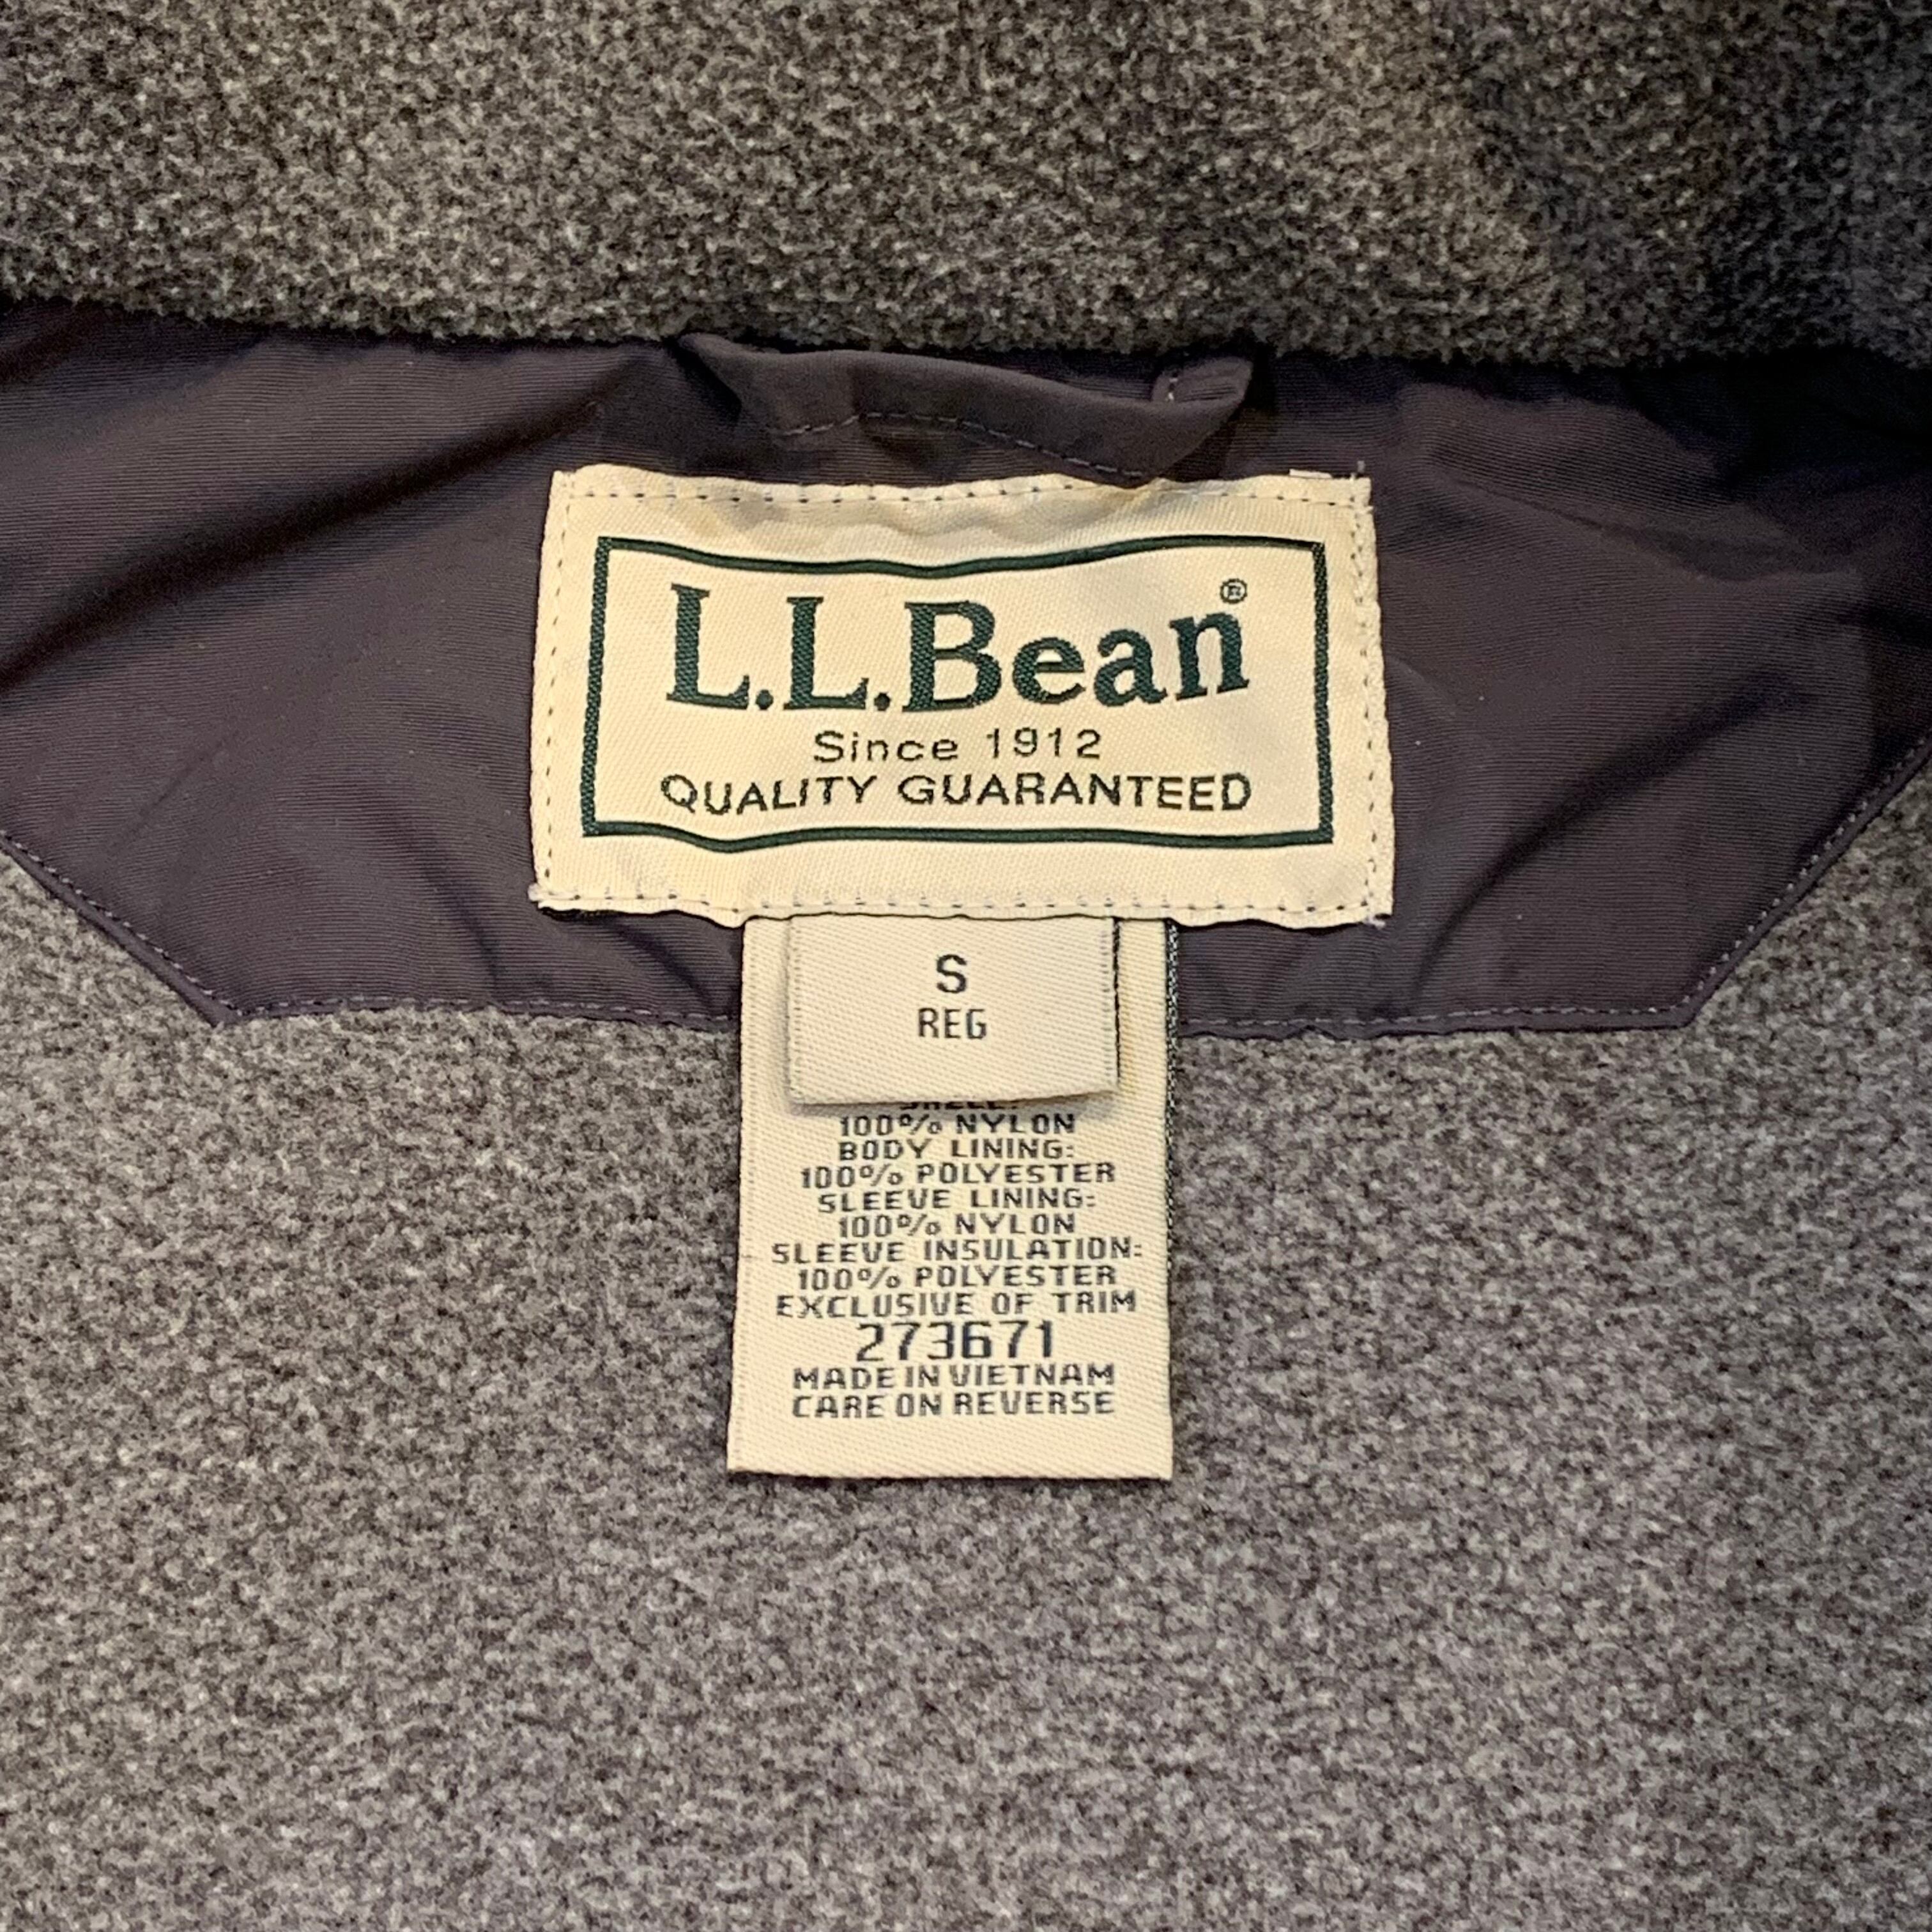 L.L.Bean®
Since 1912
QUALITY GUARANTEED
S
REG
SHELL:
100% NYLON
BODY LINING:
100% POLYESTER
SLEEVE LINING:
100% NYLON
SLEEVE INSULATION:
100% POLYESTER
EXCLUSIVE OF TRIM
273671
MADE IN VIETNAM
CARE ON REVERSE